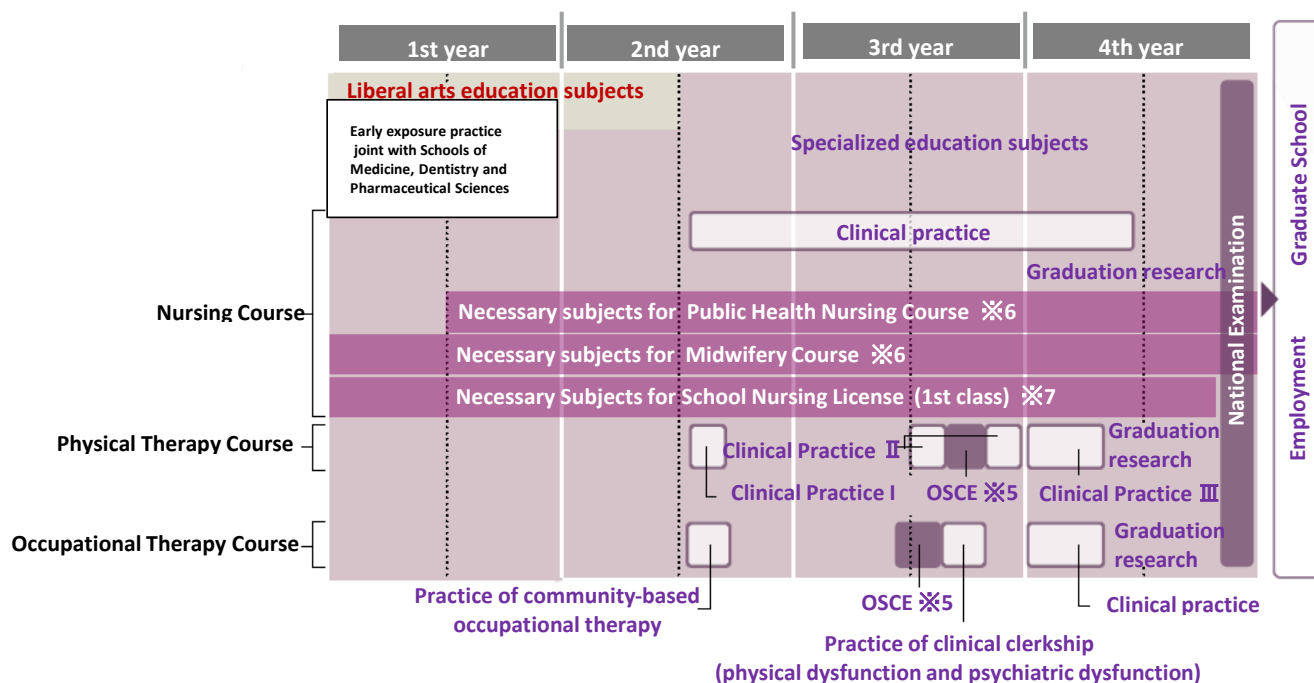 1st year
2nd year
3rd year
4th year
Liberal arts education subjects
Early exposure practice
joint with Schools of
Medicine, Dentistry and
Pharmaceutical Sciences
Specialized education subjects
Clinical practice
Graduation research
Nursing Course
Necessary subjects for Public Health Nursing Course ※6
Necessary subjects for Midwifery Course ※6
Necessary Subjects for School Nursing License (1st class) ※7
Physical Therapy Course
Clinical Practice Ⅱ
Graduation
research
Clinical Practice I
OSCE ※5
Clinical Practice Ⅲ
Occupational Therapy Course
Graduation
research
Practice of community-based
occupational therapy
OSCE ※5
Clinical practice
Practice of clinical clerkship
(physical dysfunction and psychiatric dysfunction)
National Examination
Graduate School
Employment